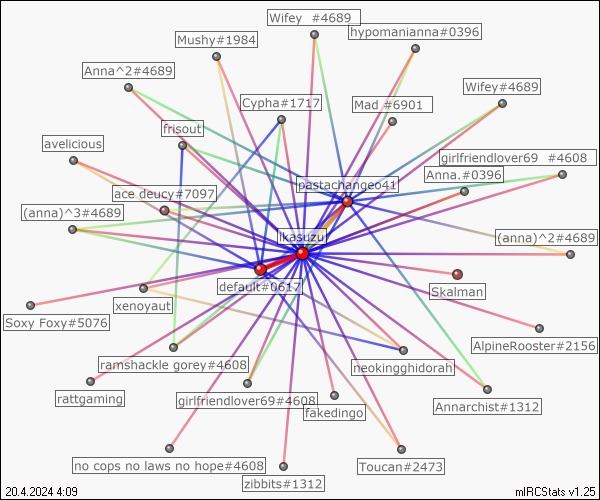 Wifey  #4689
hypomanianna#0396
Mushy#1984
Anna^2#4689
Wifey#4689
Cypha#1717
Mad #6901
frisout
avelicious
girlfriendlover69  #4608
Anna.#0396
pastachangeo41
ace deucy#7097
(anna)^3#4689
ikasuzu
(anna)^2#4689
default#0617
Skalman
xenoyaut
Soxy Foxy#5076
AlpineRooster#2156
ramshackle gorey#4608
neokingghidorah
rattgaming
girlfriendlover69#4608
Annarchist#1312
fakedingo
no cops no laws no hope#4608
Toucan#2473
zibbits#1312
20.4.2024 4:09
mIRCStats v1.25